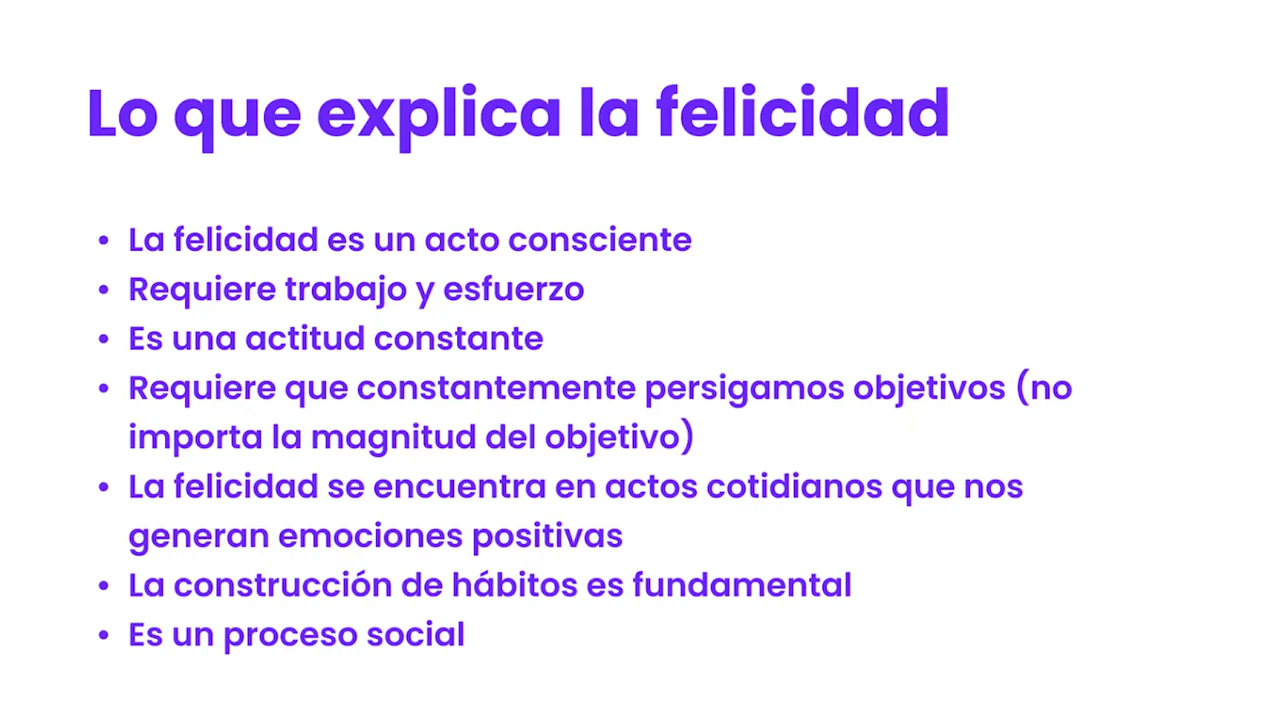 Lo que explica la felicidad
• La felicidad es un acto consciente
• Requiere trabajo y esfuerzo
• Es una actitud constante
• Requiere que constantemente persigamos objetivos (no
importa la magnitud del objetivo)
• La felicidad se encuentra en actos cotidianos que nos
generan emociones positivas
• La construcción de hábitos es fundamental
• Es un proceso social